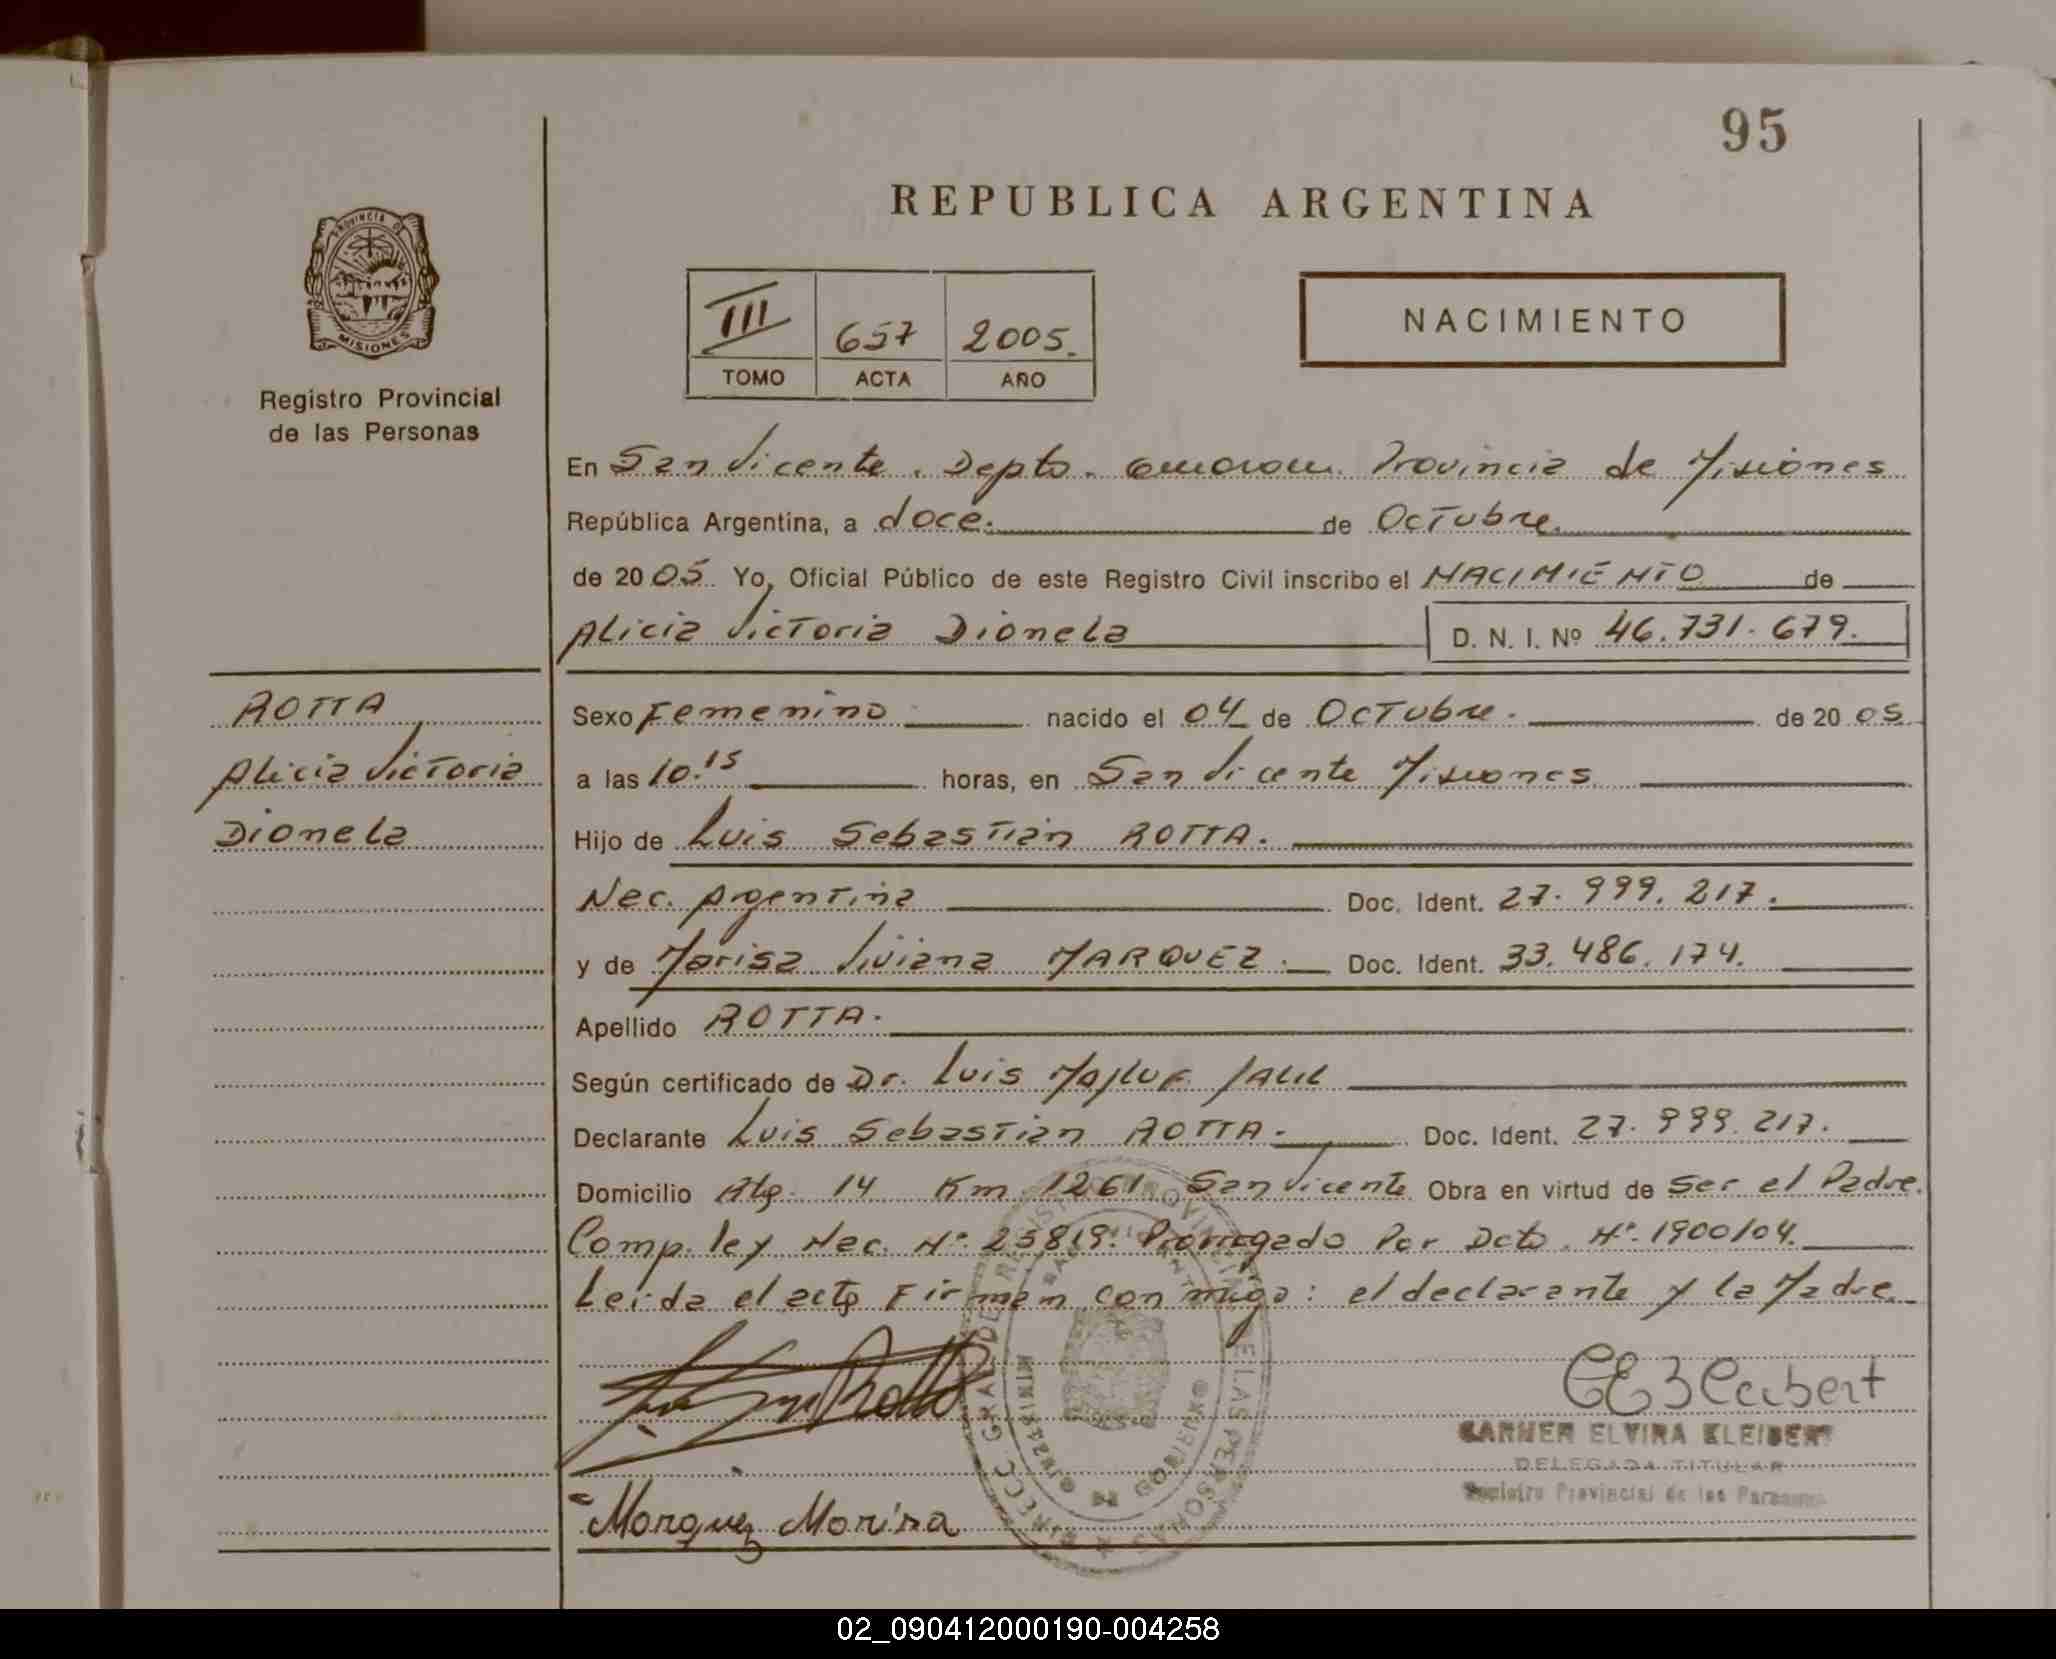 95
REPUBLICA ARGENTINA
PROVINCIA DE
MISIONES
Registro Provincial
de las Personas
III 657 2005.
TOMO ACTA AÑO
NACIMIENTO
En San Vicente. Depto. Guaraní. Provincia de Misiones
República Argentina, a doce. de Octubre.
de 2005. Yo, Oficial Público de este Registro Civil inscribo el NACIMIENTO de
Alicia Victoria Dionela D. N. I. Nº 46.731.679.
ROTTA
Alicia Victoria
Dionela
Sexo Femenino nacido el 04 de Octubre. de 2005
a las 10.15 horas, en San Vicente Misiones
Hijo de Luis Sebastián ROTTA.
Nac. Argentina Doc. Ident. 27.999.217.
y de Marisa Viviana MARQUEZ. Doc. Ident. 33.486.174.
Apellido ROTTA.
Según certificado de Dr. Luis Majluf Jalil
Declarante Luis Sebastián ROTTA. Doc. Ident. 27.999.217.
Domicilio Rta. 14 Km 1261 San Vicente Obra en virtud de Ser el Padre.
Comp. ley Nac. Nº 25819. Prorrogado Por Dcto. Nº. 1900/04.
Leída el acta Firman conmigo: el declarante y la Madre.
CARMEN ELVIRA KLEIBERT
DELEGADA TITULAR
Registro Provincial de las Personas
Marquez Marisa
02_090412000190-004258